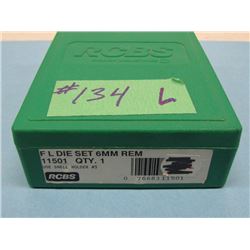 RCBS
#134 L
F L DIE SET 6MM REM
11501 QTY. 1
USE SHELL HOLDER #3
RCBS
0 76683 11501